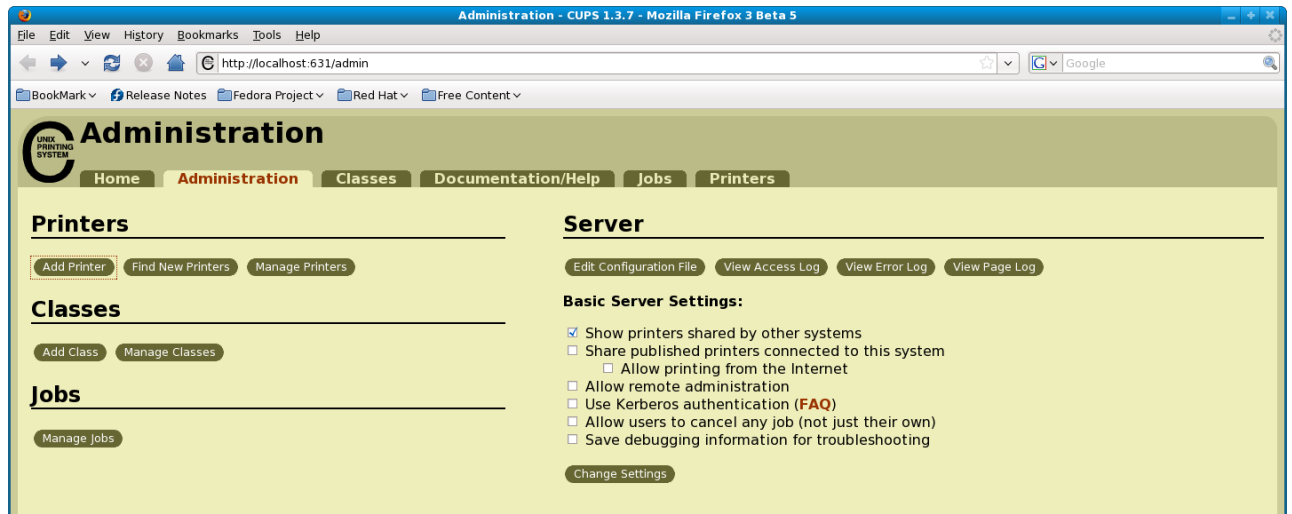 Administration - CUPS 1.3.7 - Mozilla Firefox 3 Beta 5
File Edit View History Bookmarks Tools Help
http://localhost:631/admin
G Google
BookMark Release Notes Fedora Project Red Hat Free Content
UNIX
PRINTING
SYSTEM
Administration
Home Administration Classes Documentation/Help Jobs Printers
Printers
Add Printer Find New Printers Manage Printers
Classes
Add Class Manage Classes
Jobs
Manage Jobs
Server
Edit Configuration File View Access Log View Error Log View Page Log
Basic Server Settings:
Show printers shared by other systems
Share published printers connected to this system
Allow printing from the Internet
Allow remote administration
Use Kerberos authentication (FAQ)
Allow users to cancel any job (not just their own)
Save debugging information for troubleshooting
Change Settings